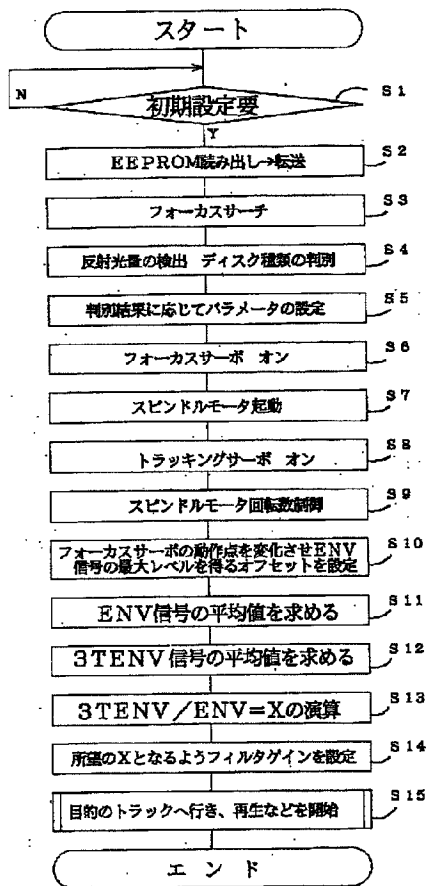 スタート
N
初期設定要
S1
Y
EEPROM読み出し→転送
S2
フォーカスサーチ
S3
反射光量の検出 ディスク種類の判別
S4
判別結果に応じてパラメータの設定
S5
フォーカスサーボ オン
S6
スピンドルモータ起動
S7
トラッキングサーボ オン
S8
スピンドルモータ回転数制御
S9
フォーカスサーボの動作点を変化させENV
信号の最大レベルを得るオフセットを設定
S10
ENV信号の平均値を求める
S11
3TENV信号の平均値を求める
S12
3TENV/ENV=Xの演算
S13
所望のXとなるようフィルタゲインを設定
S14
目的のトラックへ行き、再生などを開始
S15
エンド